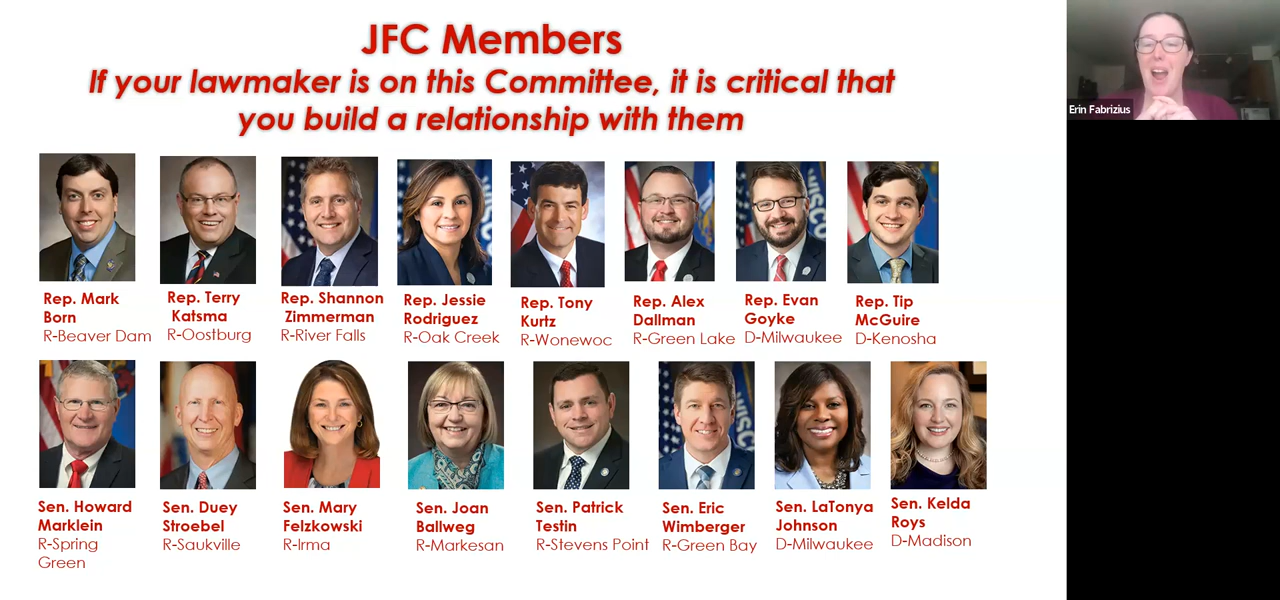 JFC Members
If your lawmaker is on this Committee, it is critical that
you build a relationship with them
Erin Fabrizius
Rep. Mark
Born
R-Beaver Dam
Rep. Terry
Katsma
R-Oostburg
Rep. Shannon
Zimmerman
R-River Falls
Rep. Jessie
Rodriguez
R-Oak Creek
Rep. Tony
Kurtz
R-Wonewoc
Rep. Alex
Dallman
R-Green Lake
Rep. Evan
Goyke
D-Milwaukee
Rep. Tip
McGuire
D-Kenosha
Sen. Howard
Marklein
R-Spring
Green
Sen. Duey
Stroebel
R-Saukville
Sen. Mary
Felzkowski
R-Irma
Sen. Joan
Ballweg
R-Markesan
Sen. Patrick
Testin
R-Stevens Point
Sen. Eric
Wimberger
R-Green Bay
Sen. LaTonya
Johnson
D-Milwaukee
Sen. Kelda
Roys
D-Madison